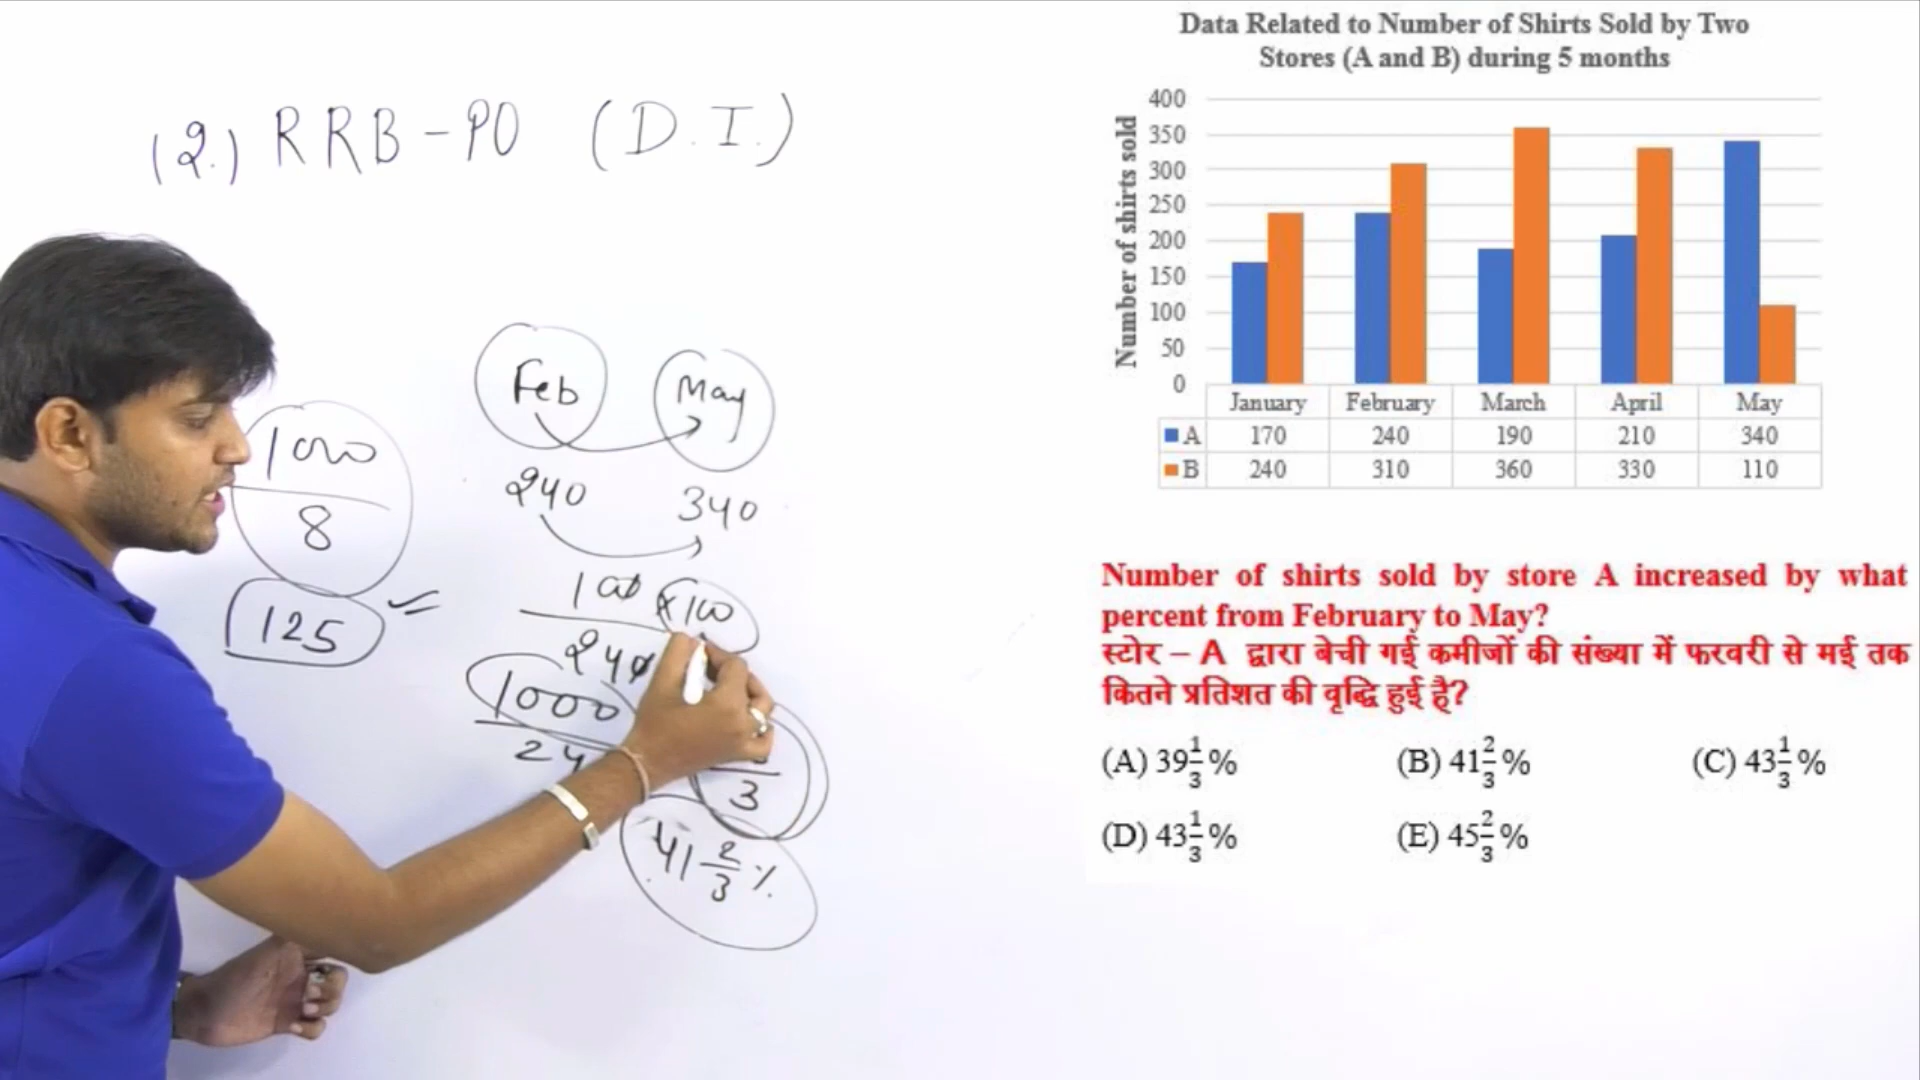 (2.) RRB-PO (D.I.)
1000
8
125
Feb
May
240
340
100 × 100
240
1000
24
3
41 2/3 %
Data Related to Number of Shirts Sold by Two
Stores (A and B) during 5 months
Number of shirts sold
400
350
300
250
200
150
100
50
0
January February March April May
A 170 240 190 210 340
B 240 310 360 330 110
Number of shirts sold by store A increased by what
percent from February to May?
स्टोर – A द्वारा बेची गई कमीजों की संख्या में फरवरी से मई तक
कितने प्रतिशत की वृद्धि हुई है?
(A) 39 1/3 % (B) 41 2/3 % (C) 43 1/3 %
(D) 43 1/3 % (E) 45 2/3 %